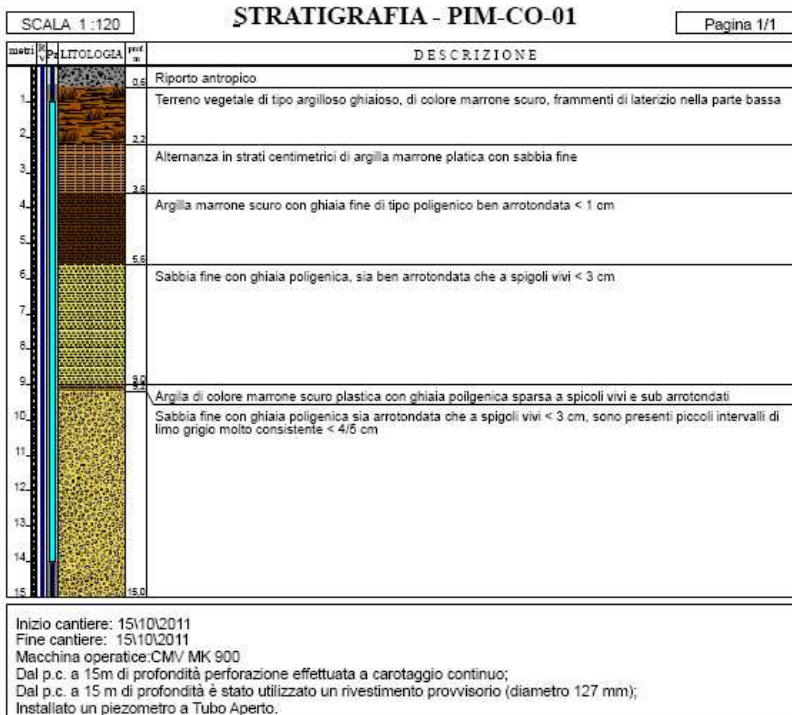 SCALA 1:120
STRATIGRAFIA - PIM-CO-01
Pagina 1/1
metri
R
v
Pz
LITOLOGIA
prof.
m
DESCRIZIONE
0.6
Riporto antropico
Terreno vegetale di tipo argilloso ghiaioso, di colore marrone scuro, frammenti di laterizio nella parte bassa
1
2
2.2
Alternanza in strati centimetrici di argilla marrone platica con sabbia fine
3
3.6
Argilla marrone scuro con ghiaia fine di tipo poligenico ben arrotondata < 1 cm
4
5
5.6
Sabbia fine con ghiaia poligenica, sia ben arrotondata che a spigoli vivi < 3 cm
6
7
8
9
9.0
9.2
Argila di colore marrone scuro plastica con ghiaia poilgenica sparsa a spicoli vivi e sub arrotondati
Sabbia fine con ghiaia poligenica sia arrotondata che a spigoli vivi < 3 cm, sono presenti piccoli intervalli di
limo grigio molto consistente < 4/5 cm
10
11
12
13
14
15
15.0
Inizio cantiere: 15\10\2011
Fine cantiere: 15\10\2011
Macchina operatice:CMV MK 900
Dal p.c. a 15m di profondità perforazione effettuata a carotaggio continuo;
Dal p.c. a 15 m di profondità è stato utilizzato un rivestimento provvisorio (diametro 127 mm);
Installato un piezometro a Tubo Aperto.